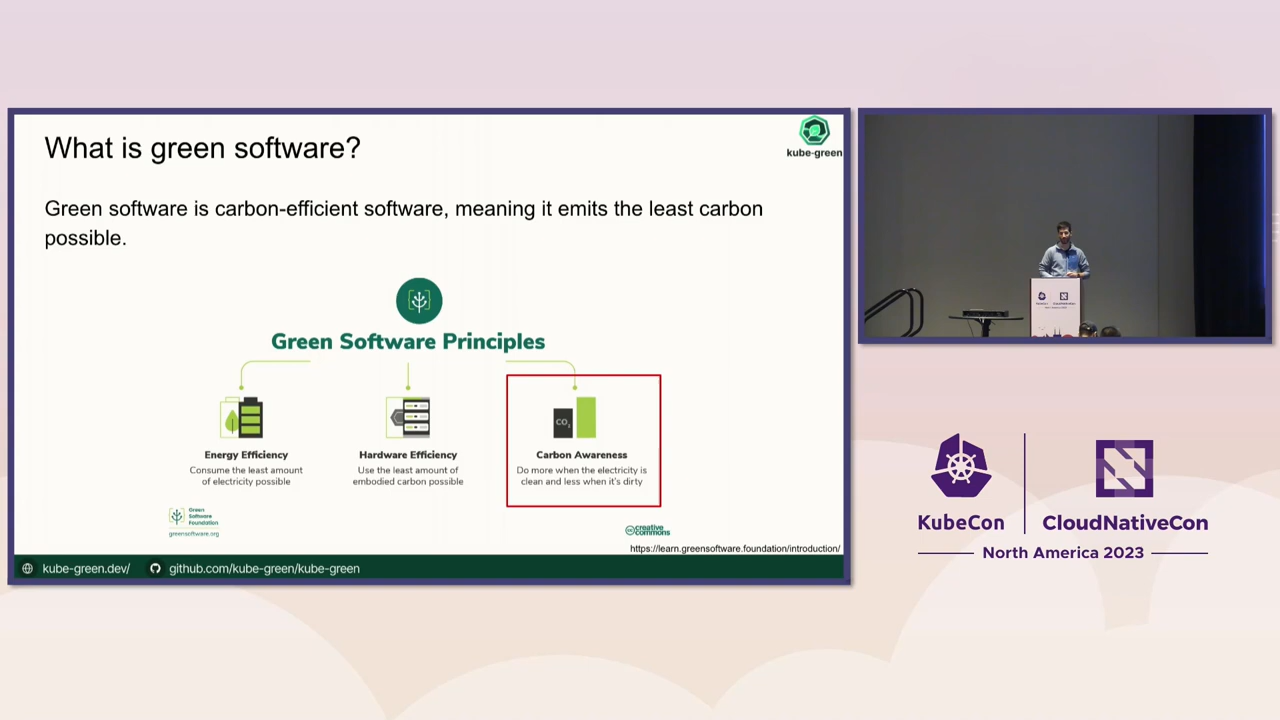 What is green software?
kube-green
Green software is carbon-efficient software, meaning it emits the least carbon
possible.
Green Software Principles
CO2
Energy Efficiency
Consume the least amount
of electricity possible
Hardware Efficiency
Use the least amount of
embodied carbon possible
Carbon Awareness
Do more when the electricity is
clean and less when it's dirty
Green
Software
Foundation
greensoftware.org
cc creative
commons
https://learn.greensoftware.foundation/introduction/
kube-green.dev/
github.com/kube-green/kube-green
KubeCon
CloudNativeCon
North America 2023